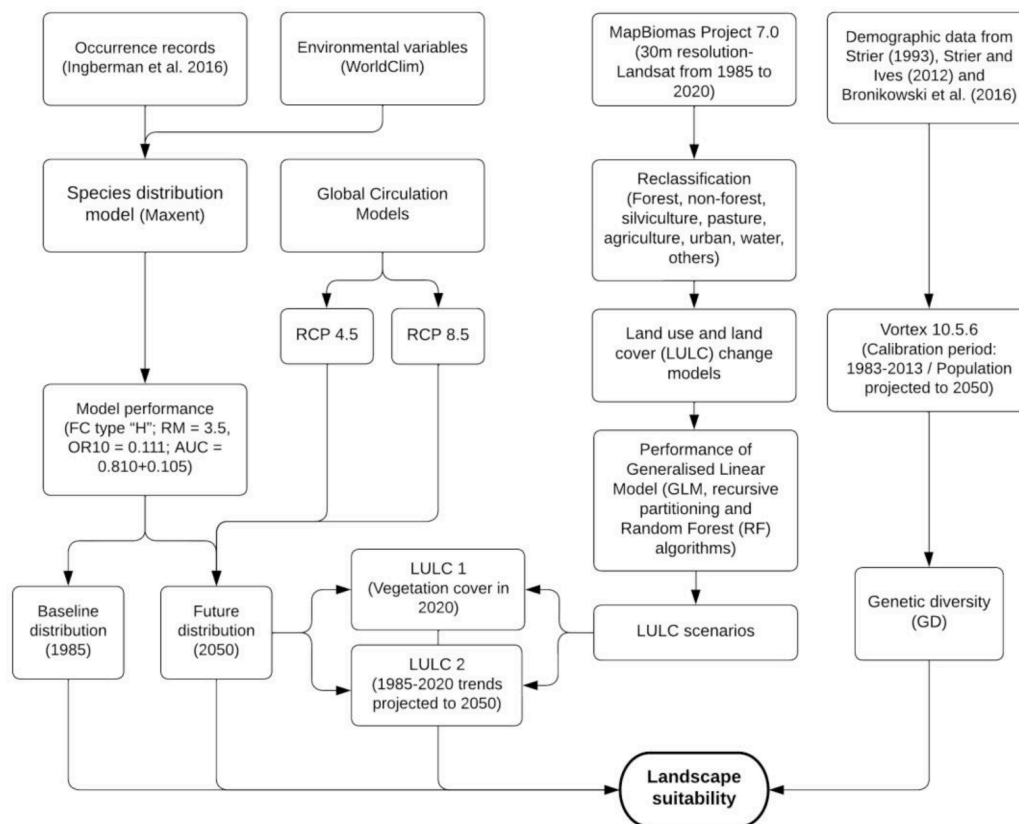 Occurrence records
(Ingberman et al. 2016)
Environmental variables
(WorldClim)
MapBiomas Project 7.0
(30m resolution-
Landsat from 1985 to
2020)
Demographic data from
Strier (1993), Strier and
Ives (2012) and
Bronikowski et al. (2016)
Species distribution
model (Maxent)
Global Circulation
Models
Reclassification
(Forest, non-forest,
silviculture, pasture,
agriculture, urban, water,
others)
RCP 4.5
RCP 8.5
Land use and land
cover (LULC) change
models
Vortex 10.5.6
(Calibration period:
1983-2013 / Population
projected to 2050)
Model performance
(FC type “H”; RM = 3.5,
OR10 = 0.111; AUC =
0.810+0.105)
Performance of
Generalised Linear
Model (GLM, recursive
partitioning and
Random Forest (RF)
algorithms)
Baseline
distribution
(1985)
Future
distribution
(2050)
LULC 1
(Vegetation cover in
2020)
LULC 2
(1985-2020 trends
projected to 2050)
LULC scenarios
Genetic diversity
(GD)
Landscape
suitability